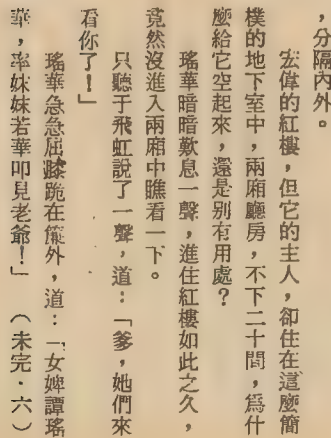 ，分隔內外。
宏偉的紅樓，但它的主人，卻住在這麼簡
樸的地下室中，兩廂廳房，不下二十間，爲什
麼給它空起來，還是别有用處？
瑤華暗暗歎息一聲，進住紅樓如此之久，
竟然沒進入兩廂中瞧看一下。
只聽于飛虹說了一聲，道：「爹，她們來
看你了！」
瑤華急急屈膝跪在簾外，道：「女婢譚瑤
華，率妹妹若華叩見老爺！」（未完·六）